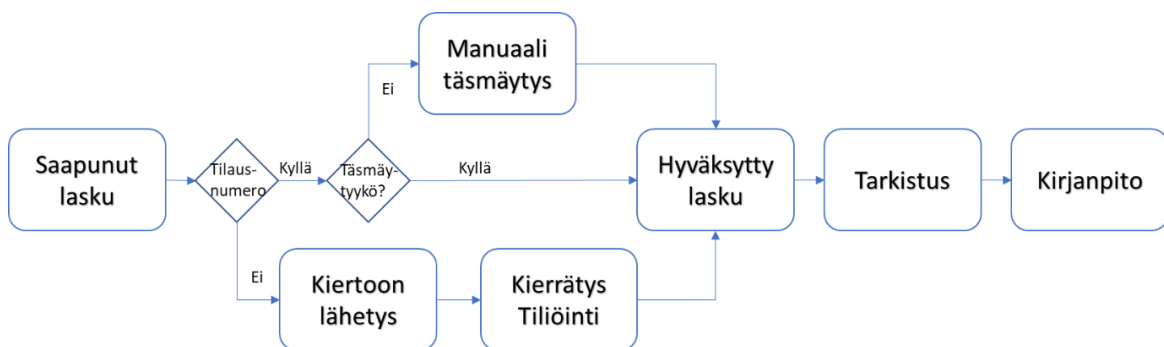 Manuaali
täsmäytys
Ei
Saapunut
lasku
Tilaus-
numero
Kyllä
Täsmäy-
tyykö?
Kyllä
Hyväksytty
lasku
Tarkistus
Kirjanpito
Ei
Kiertoon
lähetys
Kierrätys
Tiliöinti